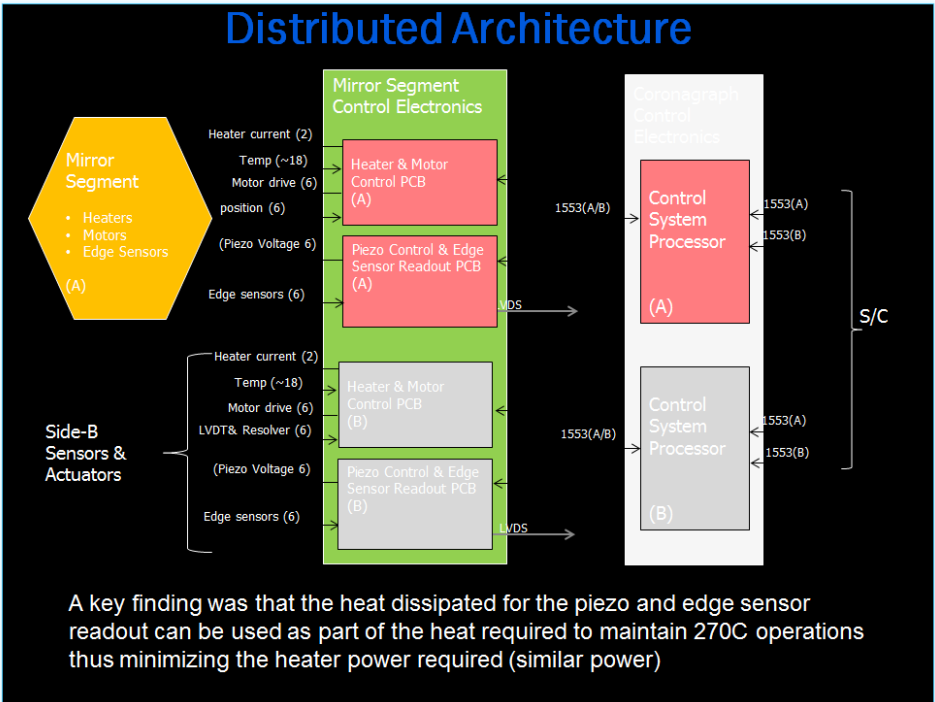 Distributed Architecture
Mirror Segment
Control Electronics
Coronagraph
Control
Electronics
Mirror
Segment
• Heaters
• Motors
• Edge Sensors
(A)
Heater current (2)
Temp (~18)
Motor drive (6)
position (6)
(Piezo Voltage 6)
Edge sensors (6)
Heater & Motor
Control PCB
(A)
Piezo Control & Edge
Sensor Readout PCB
(A)
LVDS
1553(A/B)
Control
System
Processor
(A)
1553(A)
1553(B)
S/C
Side-B
Sensors &
Actuators
Heater current (2)
Temp (~18)
Motor drive (6)
LVDT& Resolver (6)
(Piezo Voltage 6)
Edge sensors (6)
Heater & Motor
Control PCB
(B)
Piezo Control & Edge
Sensor Readout PCB
(B)
LVDS
1553(A/B)
Control
System
Processor
(B)
1553(A)
1553(B)
A key finding was that the heat dissipated for the piezo and edge sensor
readout can be used as part of the heat required to maintain 270C operations
thus minimizing the heater power required (similar power)